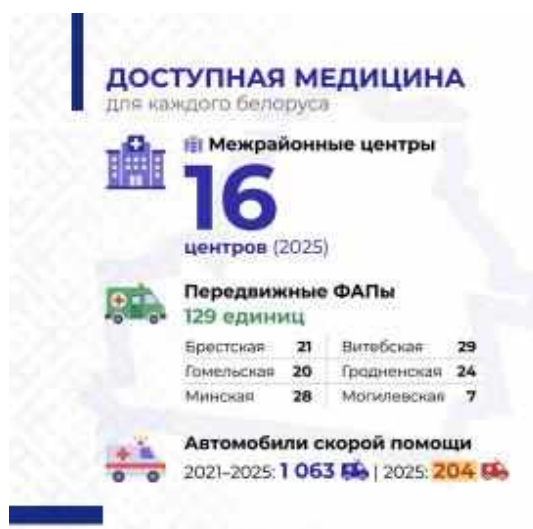 ДОСТУПНАЯ МЕДИЦИНА
для каждого белоруса
Межрайонные центры
16
центров (2025)
Передвижные ФАПы
129 единиц
Брестская 21 Витебская 29
Гомельская 20 Гродненская 24
Минская 28 Могилевская 7
Автомобили скорой помощи
2021–2025: 1 063 | 2025: 204